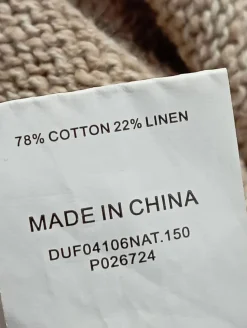 78% COTTON 22% LINEN
MADE IN CHINA
DUF04106NAT.150
P026724